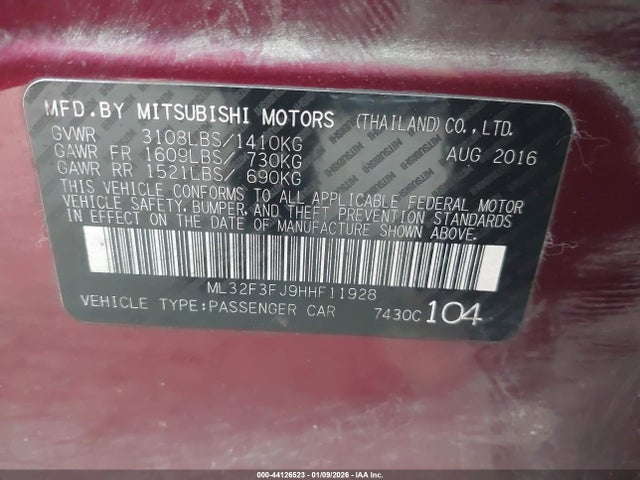 MFD.BY MITSUBISHI MOTORS (THAILAND)CO.,LTD.
GVWR 3108LBS/1410KG AUG 2016
GAWR FR 1609LBS/ 730KG
GAWR RR 1521LBS/ 690KG
THIS VEHICLE CONFORMS TO ALL APPLICABLE FEDERAL MOTOR
VEHICLE SAFETY,BUMPER,AND THEFT PREVENTION STANDARDS
IN EFFECT ON THE DATE OF MANUFACTURE SHOWN ABOVE.
ML32F3FJ9HHF11928
VEHICLE TYPE:PASSENGER CAR 7430C 104
000-44126523 - 01/09/2026 - IAA Inc.